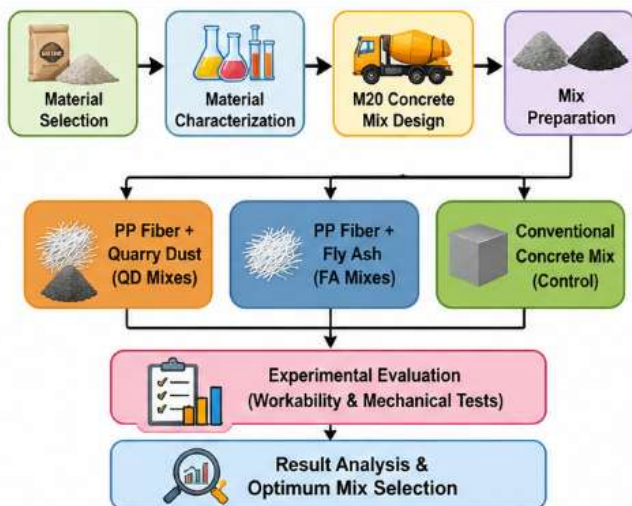 Material
Selection
Material
Characterization
M20 Concrete
Mix Design
Mix
Preparation
PP Fiber +
Quarry Dust
(QD Mixes)
PP Fiber +
Fly Ash
(FA Mixes)
Conventional
Concrete Mix
(Control)
Experimental Evaluation
(Workability & Mechanical Tests)
Result Analysis &
Optimum Mix Selection